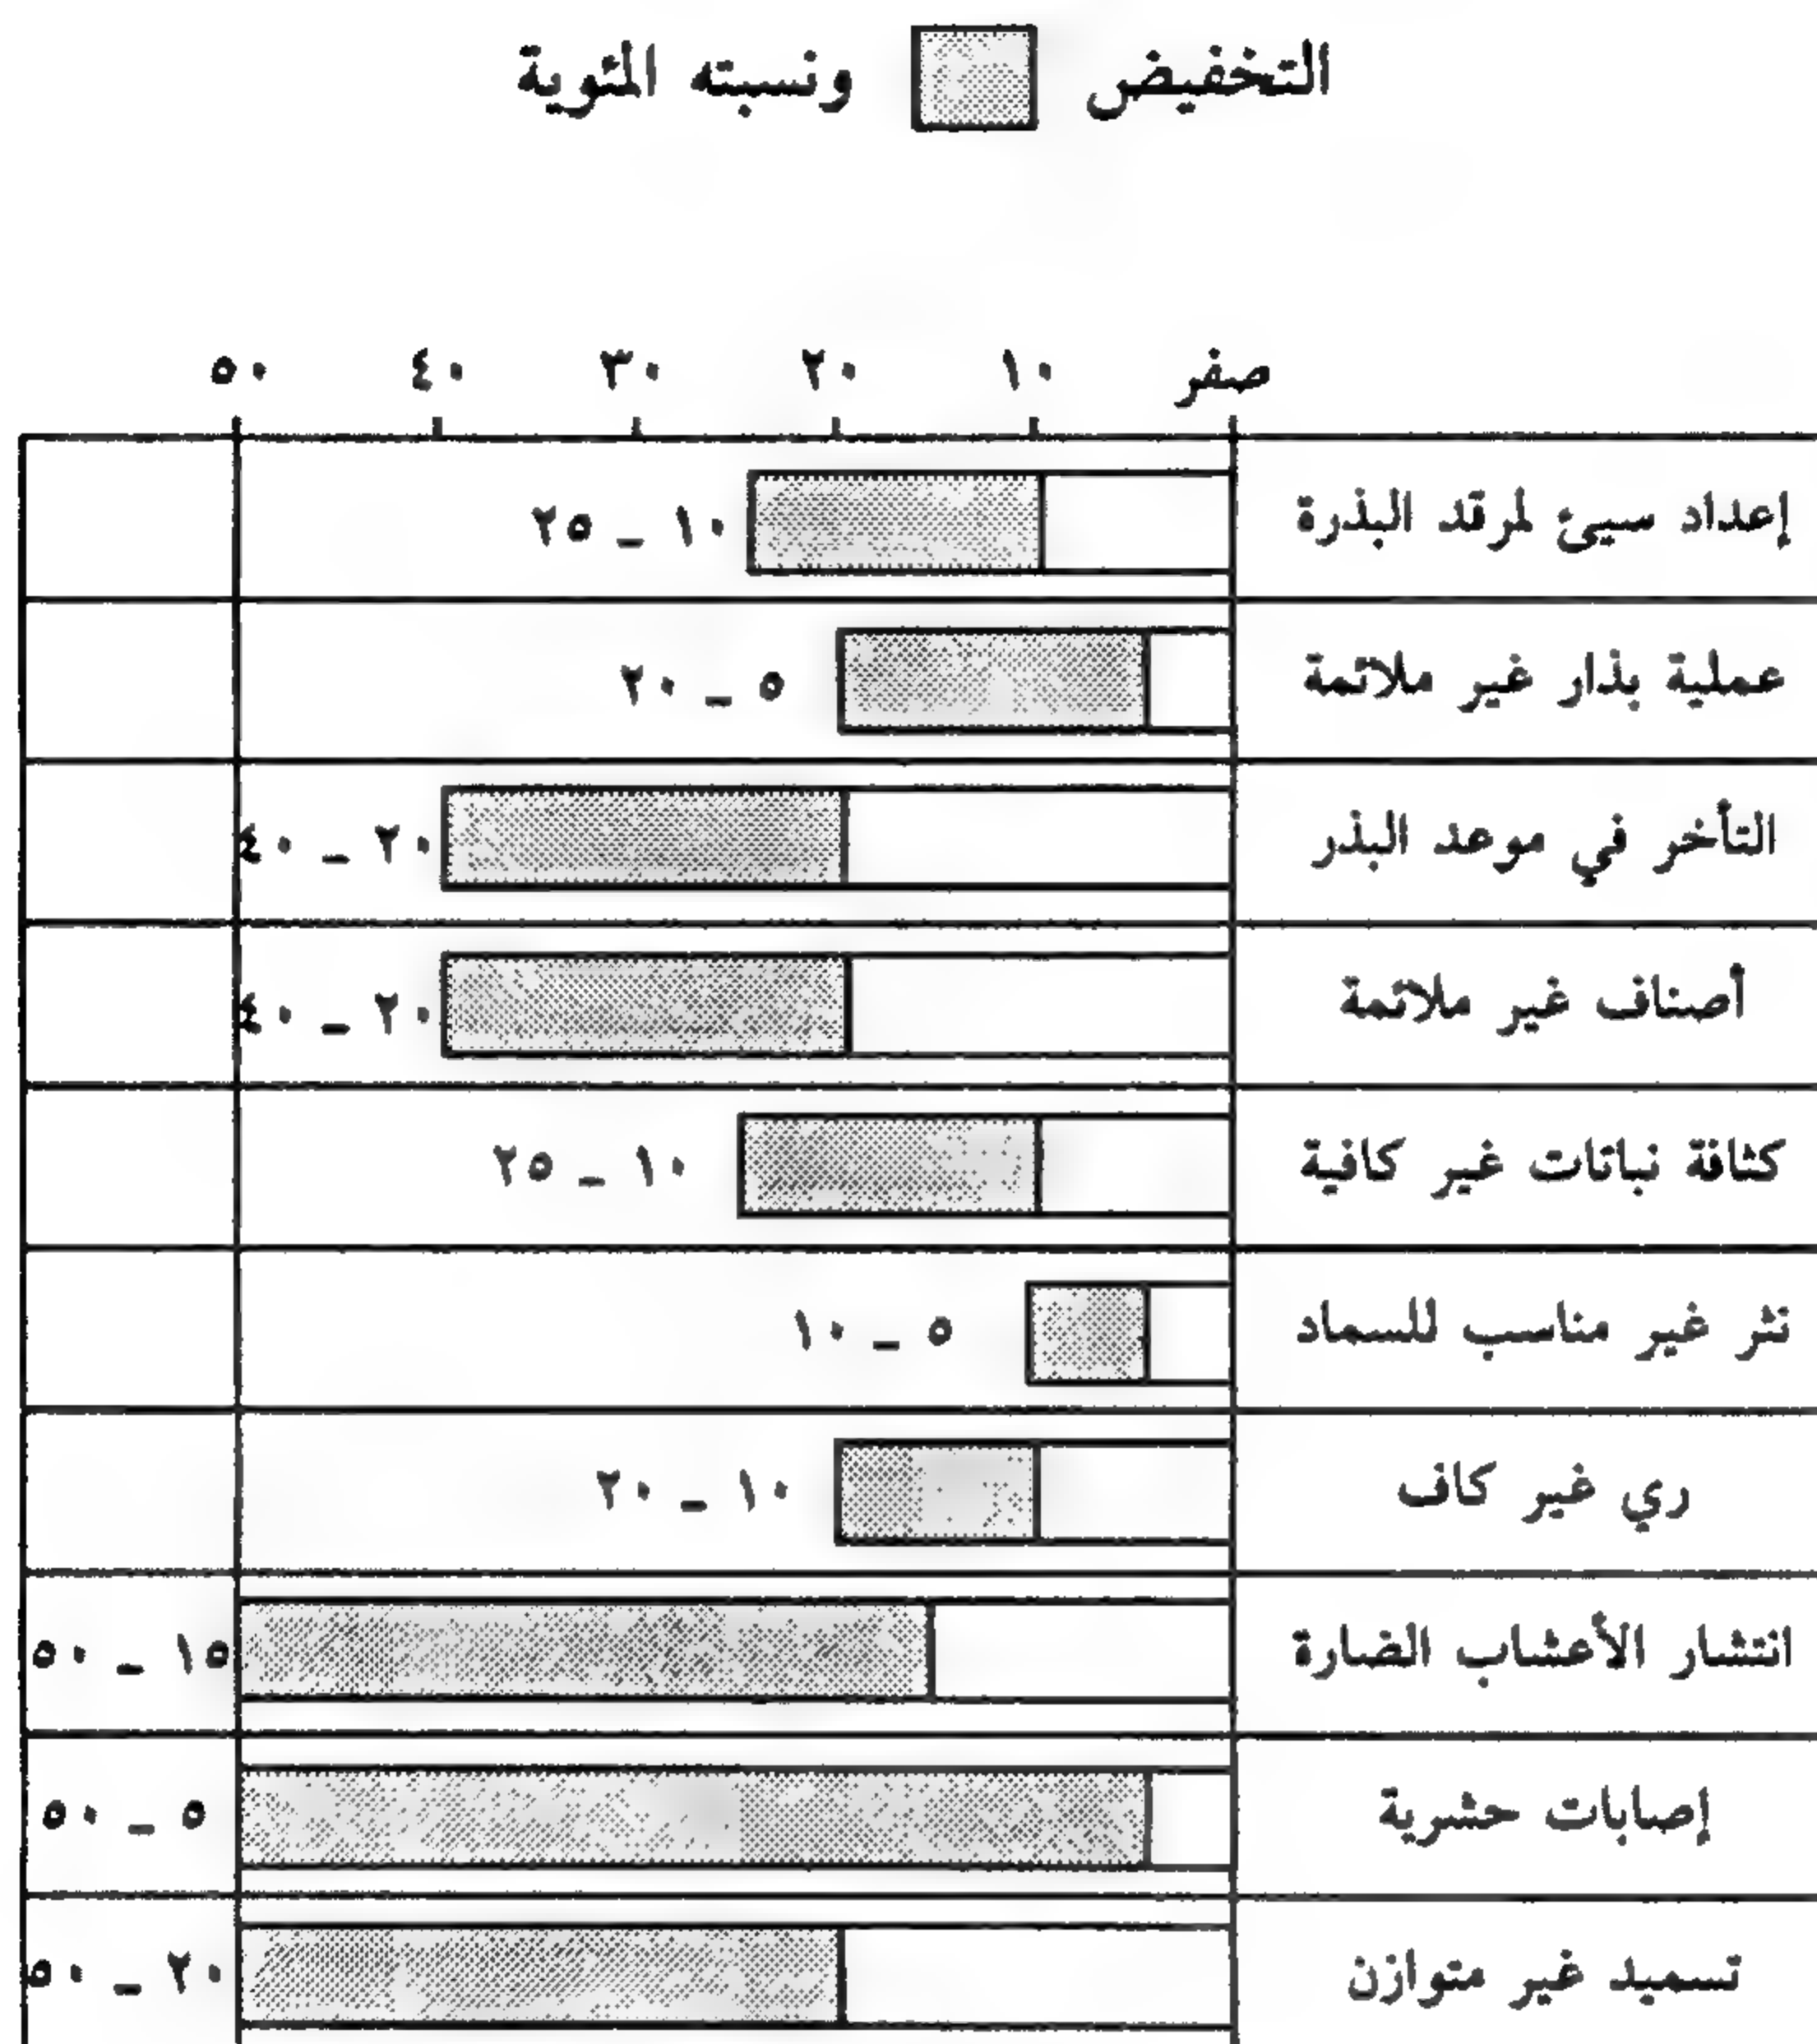 التخفيض ونسبته المئوية
صفر ١٠ ٢٠ ٣٠ ٤٠ ٥٠
إعداد سيئ لمرقد البذرة ١٠ ـ ٢٥
عملية بذار غير ملائمة ٥ ـ ٢٠
التأخر في موعد البذر ٢٠ ـ ٤٠
أصناف غير ملائمة ٢٠ ـ ٤٠
كثافة نباتات غير كافية ١٠ ـ ٢٥
نثر غير مناسب للسماد ٥ ـ ١٠
ري غير كاف ١٠ ـ ٢٠
انتشار الأعشاب الضارة ١٥ ـ ٥٠
إصابات حشرية ٥ ـ ٥٠
تسميد غير متوازن ٢٠ ـ ٥٠